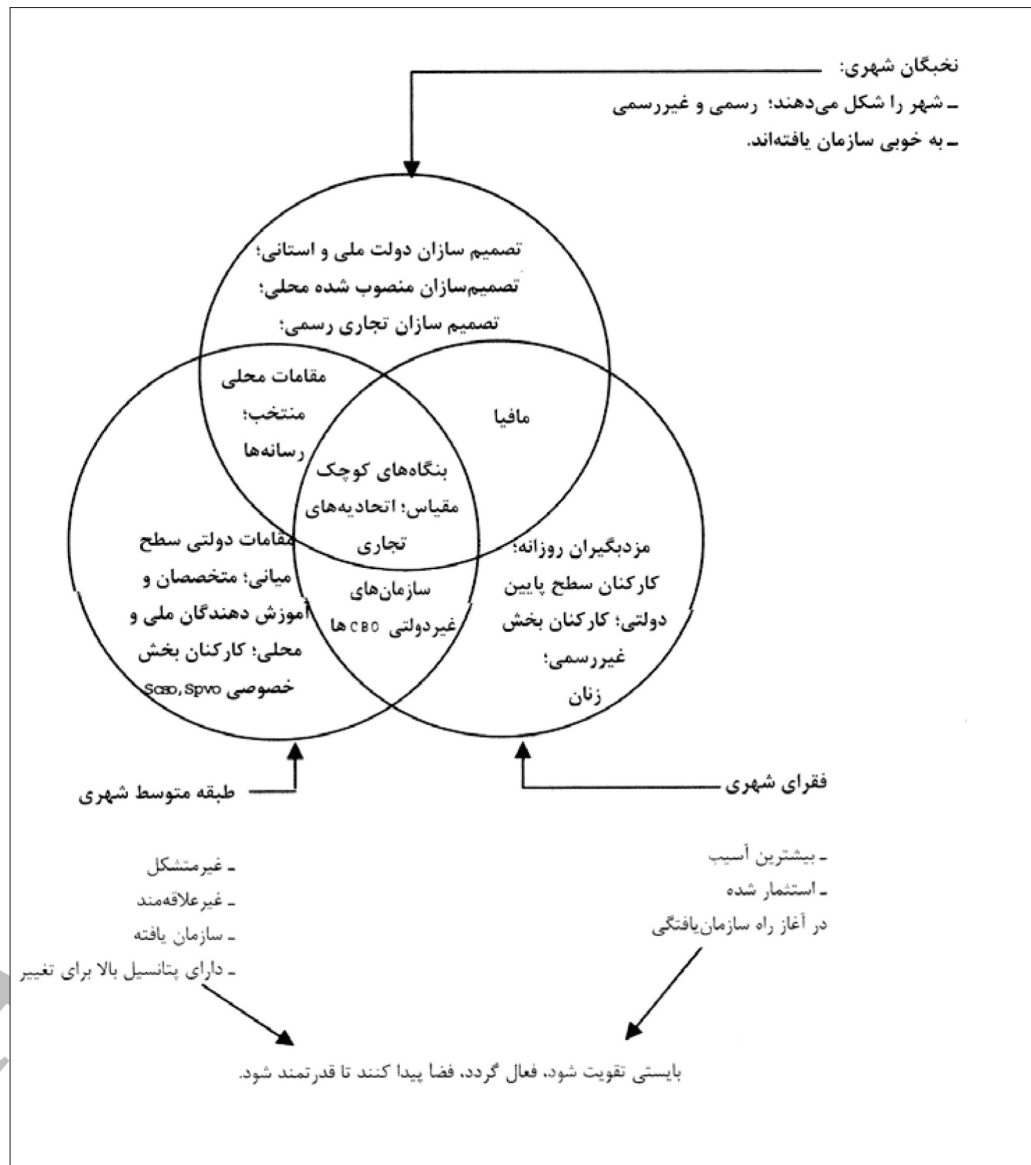 نخبگان شهری:
ـ شهر را شکل می‌دهند؛ رسمی و غیررسمی
ـ به خوبی سازمان یافته‌اند.
تصمیم سازان دولت ملی و استانی؛
تصمیم‌سازان منصوب شده محلی؛
تصمیم سازان تجاری رسمی؛
مقامات محلی
منتخب؛
رسانه‌ها
مافیا
بنگاه‌های کوچک
مقیاس؛ اتحادیه‌های
تجاری
مقامات دولتی سطح
میانی؛ متخصصان و
آموزش دهندگان ملی و
محلی؛ کارکنان بخش
خصوصی Scbo, Spvo
سازمان‌های
غیردولتی CBO ها
مزدبگیران روزانه؛
کارکنان سطح پایین
دولتی؛ کارکنان بخش
غیررسمی؛
زنان
فقرای شهری
ـ بیشترین آسیب
ـ استثمار شده
در آغاز راه سازمان‌یافتگی
طبقه متوسط شهری
ـ غیرمتشکل
ـ غیرعلاقه‌مند
ـ سازمان یافته
ـ دارای پتانسیل بالا برای تغییر
بایستی تقویت شود، فعال گردد، فضا پیدا کنند تا قدرتمند شود.